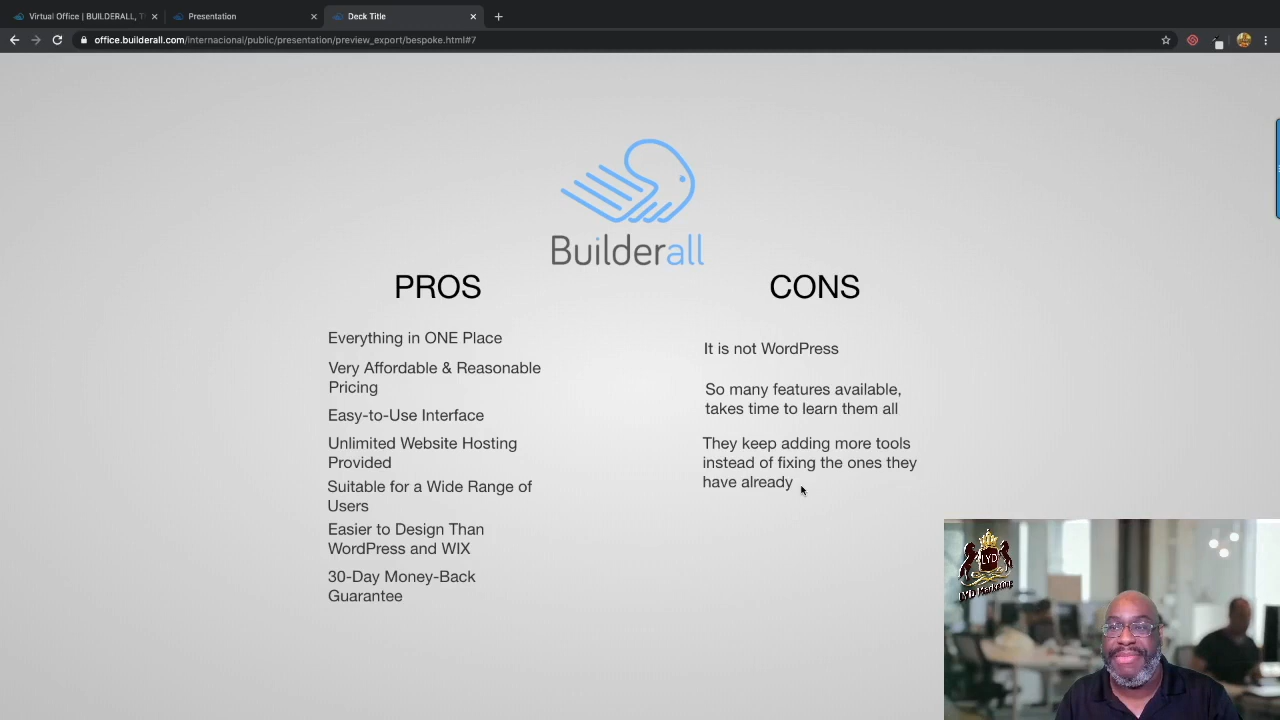 Virtual Office | BUILDERALL, T
Presentation
Deck Title
office.builderall.com/internacional/public/presentation/preview_export/bespoke.html#7
Builderall
PROS
Everything in ONE Place
Very Affordable & Reasonable
Pricing
Easy-to-Use Interface
Unlimited Website Hosting
Provided
Suitable for a Wide Range of
Users
Easier to Design Than
WordPress and WIX
30-Day Money-Back
Guarantee
CONS
It is not WordPress
So many features available,
takes time to learn them all
They keep adding more tools
instead of fixing the ones they
have already
LYD
LYD Marketing